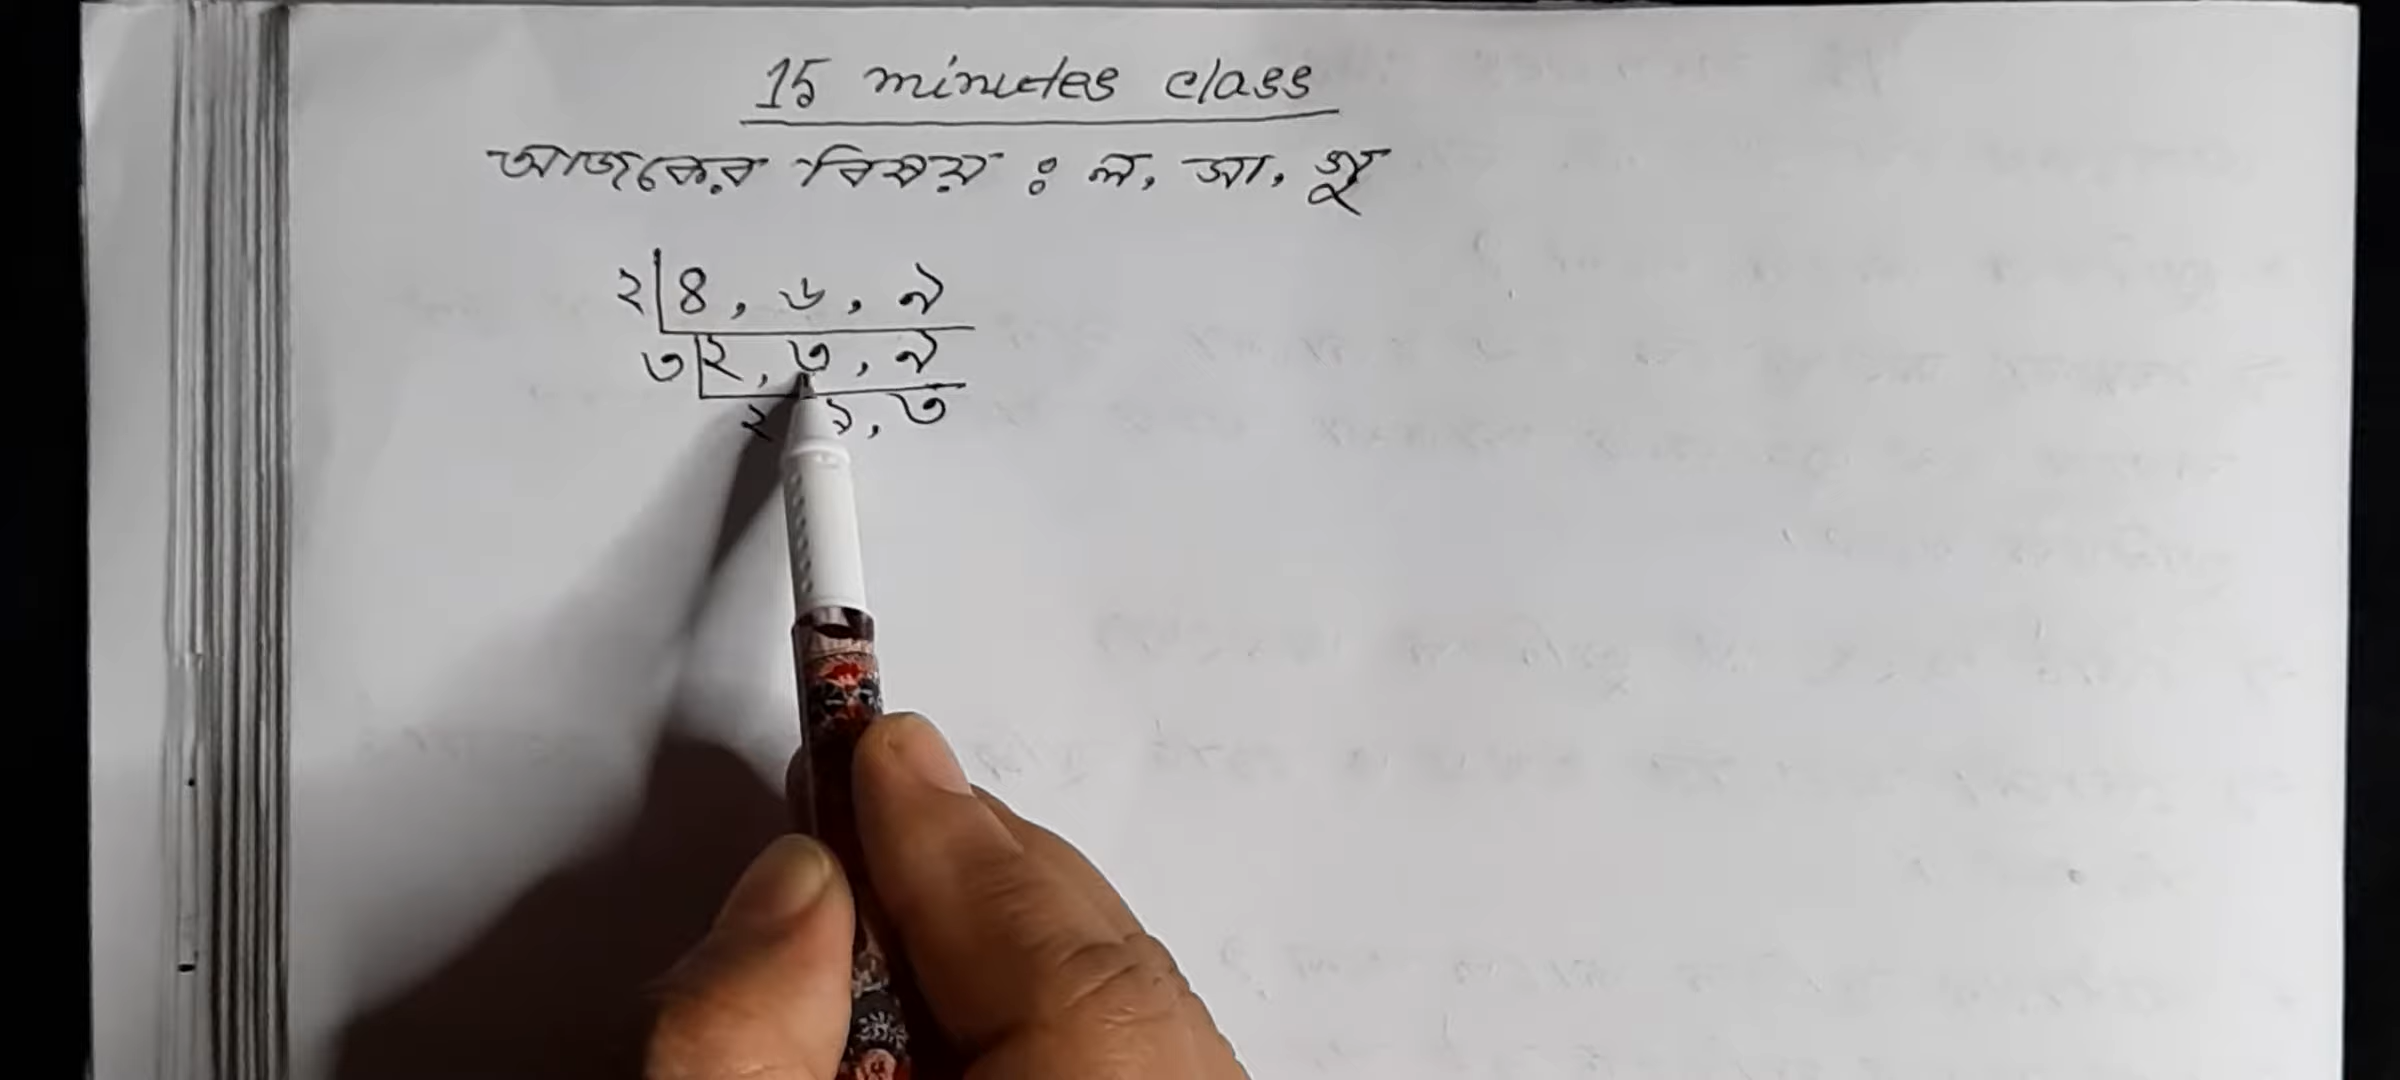 15 minutes class
আজকের বিষয় : ল, সা, গু
২ | ৪, ৬, ৯
৩ | ২, ৩, ৯
২ ১, ৩